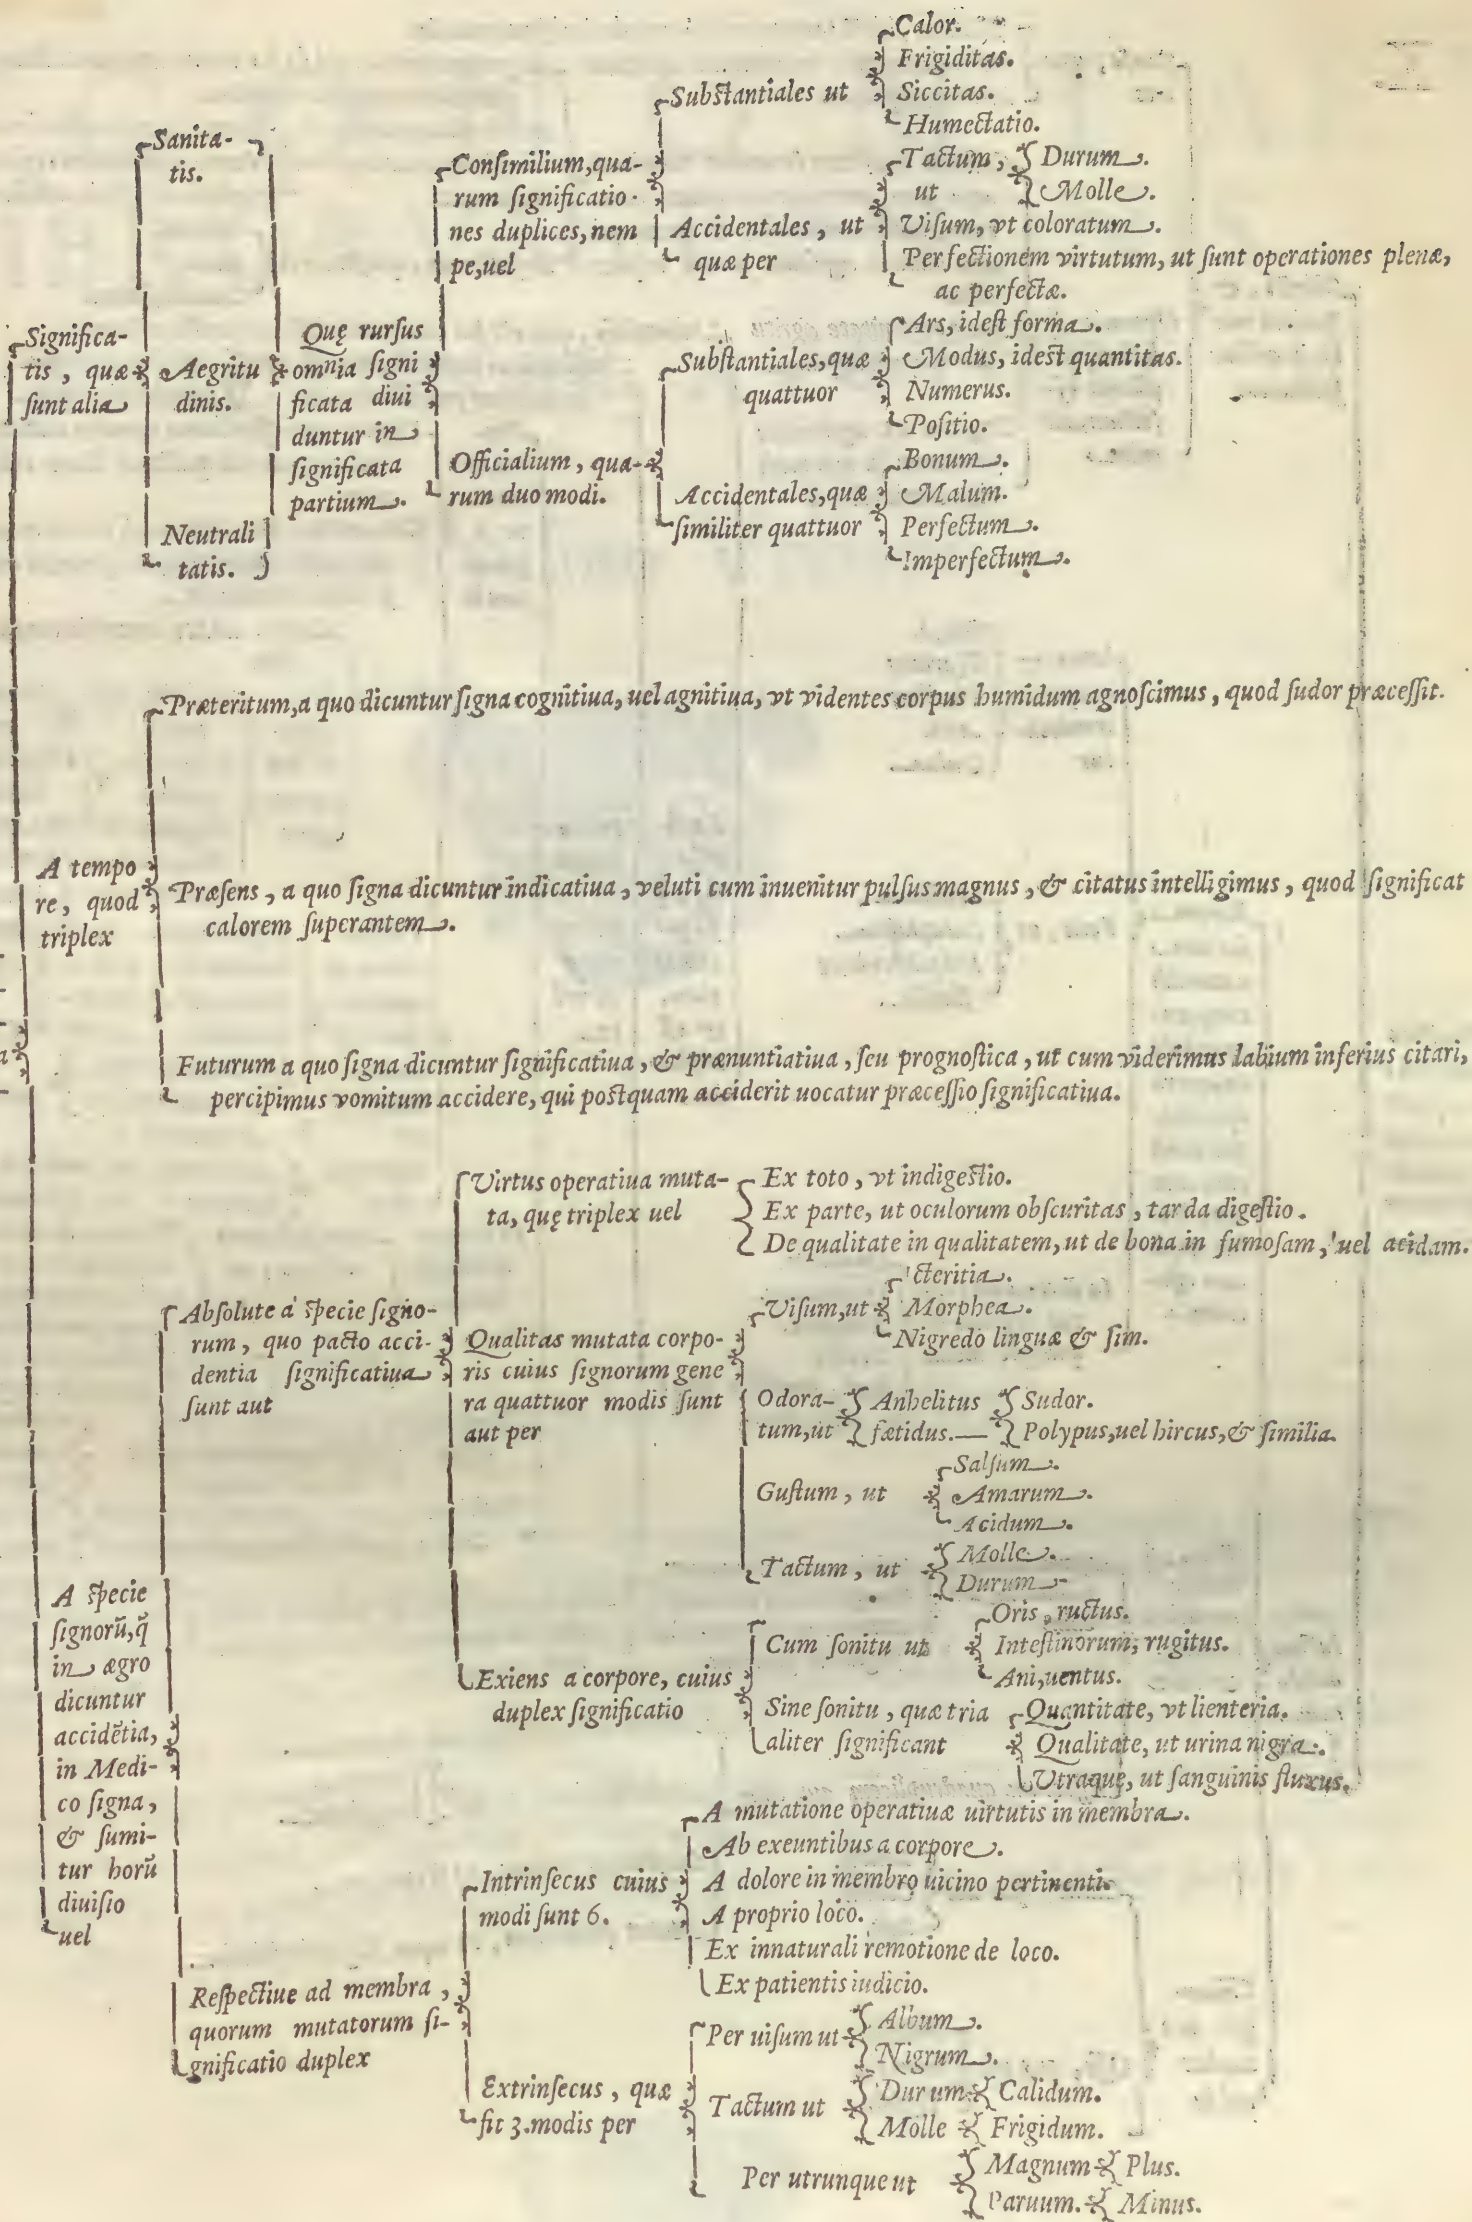 Significa-
tis, quæ
ſunt alia
Sanita-
tis.
Aegritu
dinis.
Neutrali
tatis.
Quę rurſus
omnia ſigni
ficata diui
duntur in
ſignificata
partium.
Conſimilium, qua-
rum ſignificatio-
nes duplices, nem
pe, uel
Substantiales ut
Calor.
Frigiditas.
Siccitas.
Humectatio.
Accidentales, ut
quæ per
Tactum,
ut
Durum.
Molle.
Viſum, vt coloratum.
Perfectionem virtutum, ut ſunt operationes plenæ,
ac perfectæ.
Officialium, qua-
rum duo modi.
Subſtantiales, quæ
quattuor
Ars, ideſt forma.
Modus, idest quantitas.
Numerus.
Poſitio.
Accidentales, quæ
ſimiliter quattuor
Bonum.
Malum.
Perfectum.
Imperfectum.
A tempo
re, quod
triplex
Præteritum, a quo dicuntur ſigna cognitiua, uel agnitiua, vt videntes corpus humidum agnoſcimus, quod ſudor præceſſit.
Præſens, a quo ſigna dicuntur indicatiua, veluti cum inuenitur pulſus magnus, & citatus intelligimus, quod ſignificat
calorem ſuperantem.
Futurum a quo ſigna dicuntur ſignificatiua, & prænuntiatiua, ſeu prognoſtica, ut cum viderimus labium inferius citari,
percipimus vomitum accidere, qui postquam acciderit uocatur præceſſio ſignificatiua.
A specie
ſignorū, q̄
in ægro
dicuntur
accidētia,
in Medi-
co ſigna,
& ſumi-
tur horū
diuiſio
uel
Abſolute a specie ſigno-
rum, quo pacto acci-
dentia ſignificatiua
ſunt aut
Virtus operatiua muta-
ta, quę triplex uel
Ex toto, vt indigestio.
Ex parte, ut oculorum obſcuritas, tarda digeſtio.
De qualitate in qualitatem, ut de bona in fumoſam, uel acidam.
Qualitas mutata corpo-
ris cuius ſignorum gene
ra quattuor modis ſunt
aut per
Viſum, ut
cteritia.
Morphea.
Nigredo linguæ & ſim.
Odora-
tum, ut
Anhelitus
fætidus.
Sudor.
Polypus, uel hircus, & ſimilia.
Guſtum, ut
Salſum.
Amarum.
Acidum.
Tactum, ut
Molle.
Durum.
Exiens a corpore, cuius
duplex ſignificatio
Cum ſonitu ut
Oris, ructus.
Inteſtinorum, rugitus.
Ani, uentus.
Sine ſonitu, quæ tria
aliter ſignificant
Quantitate, vt lienteria.
Qualitate, ut urina nigra.
Vtraque, ut ſanguinis fluxus.
Reſpectiue ad membra,
quorum mutatorum ſi-
gnificatio duplex
Intrinſecus cuius
modi ſunt 6.
A mutatione operatiuæ uirtutis in membra.
Ab exeuntibus a corpore.
A dolore in membro uicino pertinenti.
A proprio loco.
Ex innaturali remotione de loco.
Ex patientis iudicio.
Extrinſecus, quæ
fit 3. modis per
Per uiſum ut
Album.
Nigrum.
Tactum ut
Durum
Calidum.
Molle
Frigidum.
Per utrunque ut
Magnum
Plus.
Paruum.
Minus.